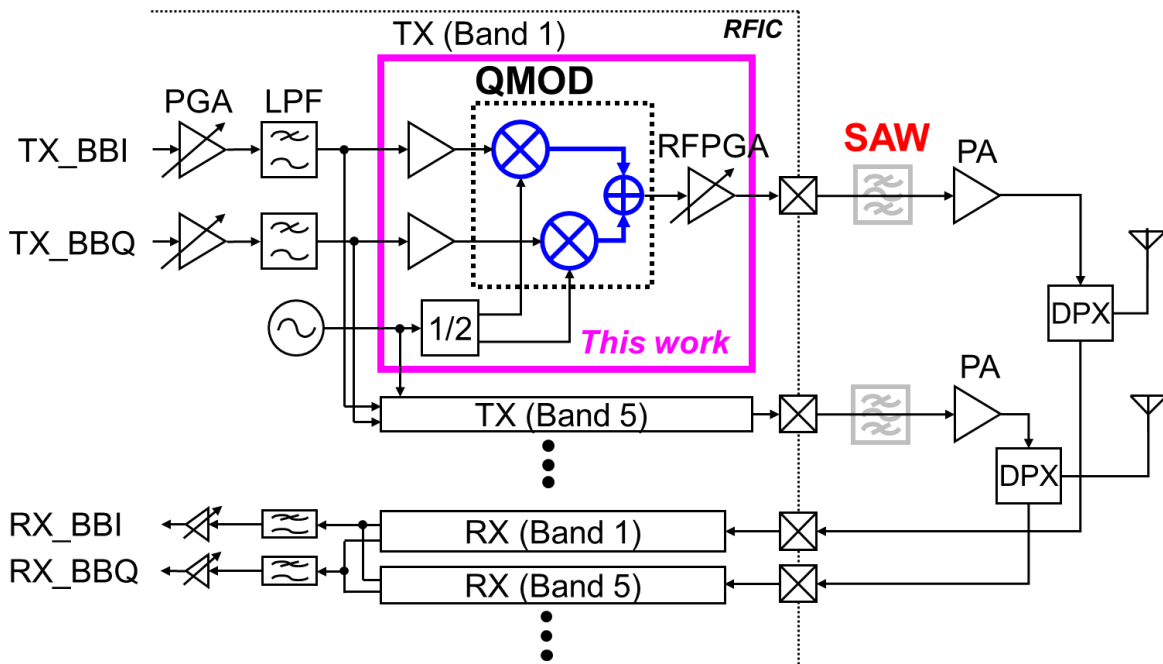 TX (Band 1)
RFIC
QMOD
PGA
LPF
TX_BBI
RFPGA
SAW
PA
TX_BBQ
1/2
This work
DPX
PA
TX (Band 5)
DPX
RX_BBI
RX (Band 1)
RX_BBQ
RX (Band 5)